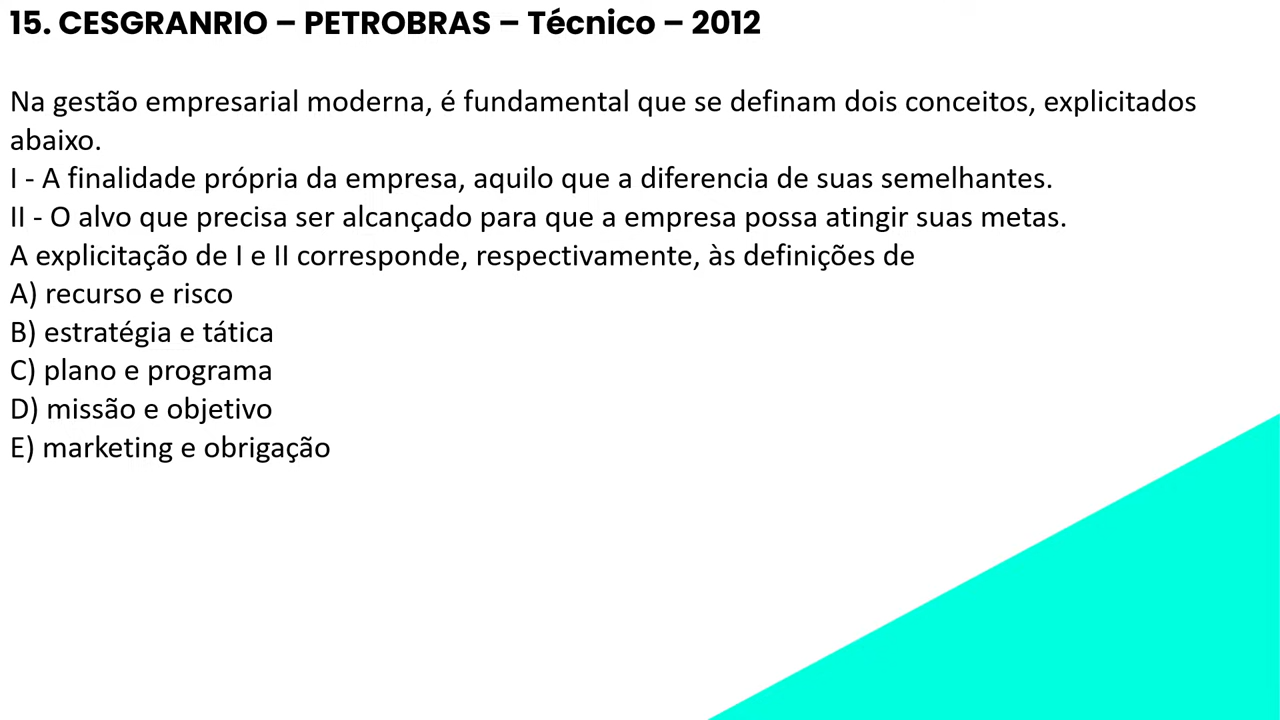 15. CESGRANRIO – PETROBRAS – Técnico – 2012
Na gestão empresarial moderna, é fundamental que se definam dois conceitos, explicitados
abaixo.
I - A finalidade própria da empresa, aquilo que a diferencia de suas semelhantes.
II - O alvo que precisa ser alcançado para que a empresa possa atingir suas metas.
A explicitação de I e II corresponde, respectivamente, às definições de
A) recurso e risco
B) estratégia e tática
C) plano e programa
D) missão e objetivo
E) marketing e obrigação